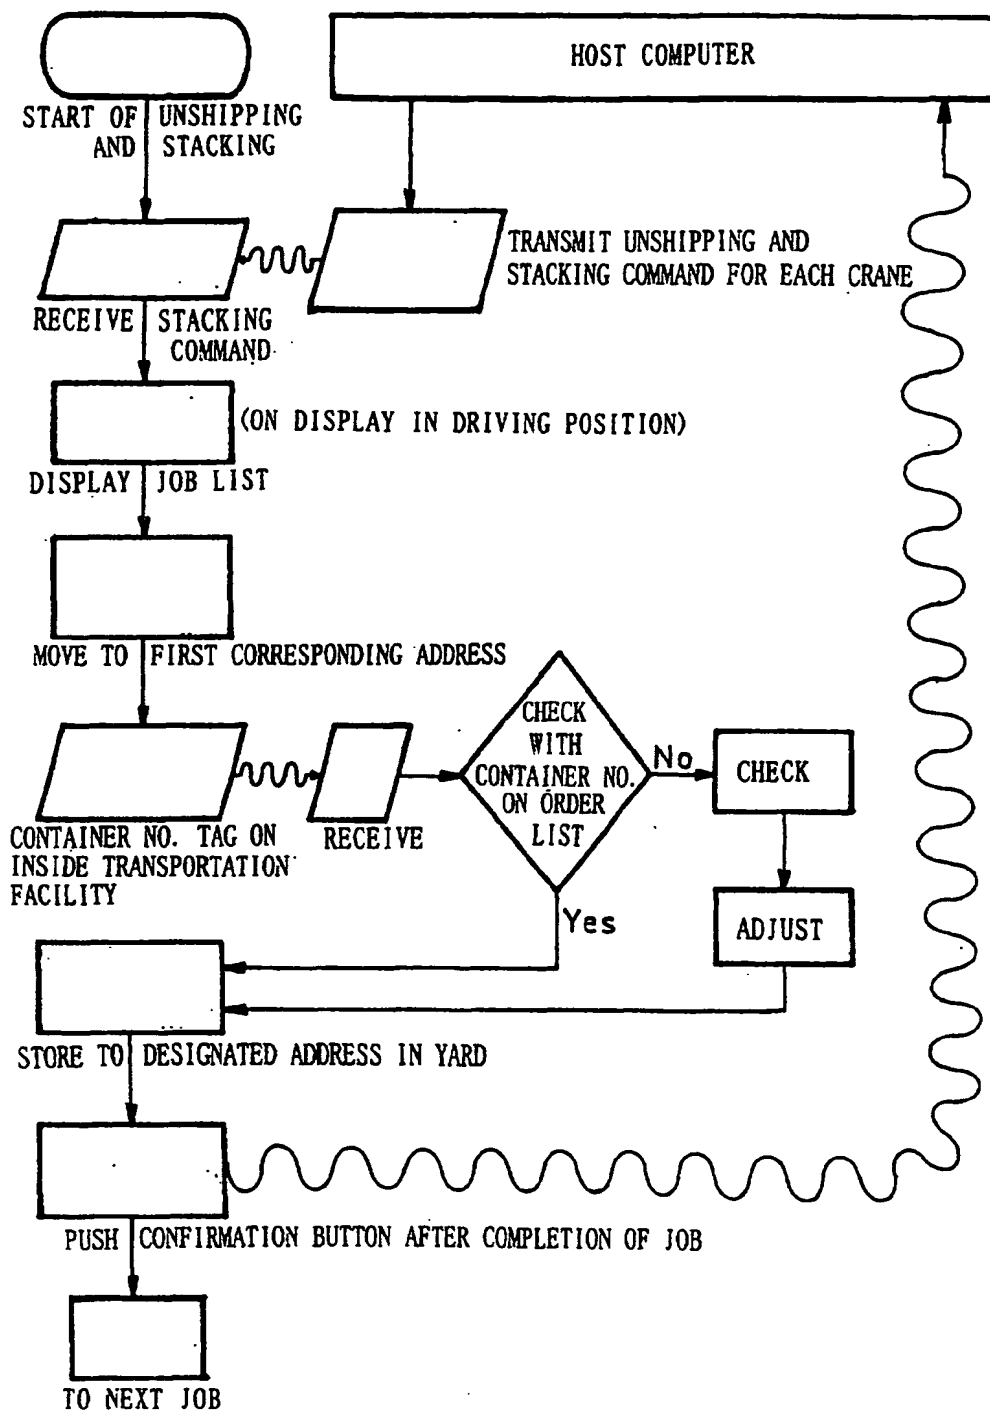 HOST COMPUTER
START OF UNSHIPPING
AND STACKING
TRANSMIT UNSHIPPING AND
STACKING COMMAND FOR EACH CRANE
RECEIVE STACKING
COMMAND
(ON DISPLAY IN DRIVING POSITION)
DISPLAY JOB LIST
MOVE TO FIRST CORRESPONDING ADDRESS
CONTAINER NO. TAG ON
INSIDE TRANSPORTATION
FACILITY
RECEIVE
CHECK
WITH
CONTAINER NO.
ON ORDER
LIST
No
CHECK
Yes
ADJUST
STORE TO DESIGNATED ADDRESS IN YARD
PUSH CONFIRMATION BUTTON AFTER COMPLETION OF JOB
TO NEXT JOB